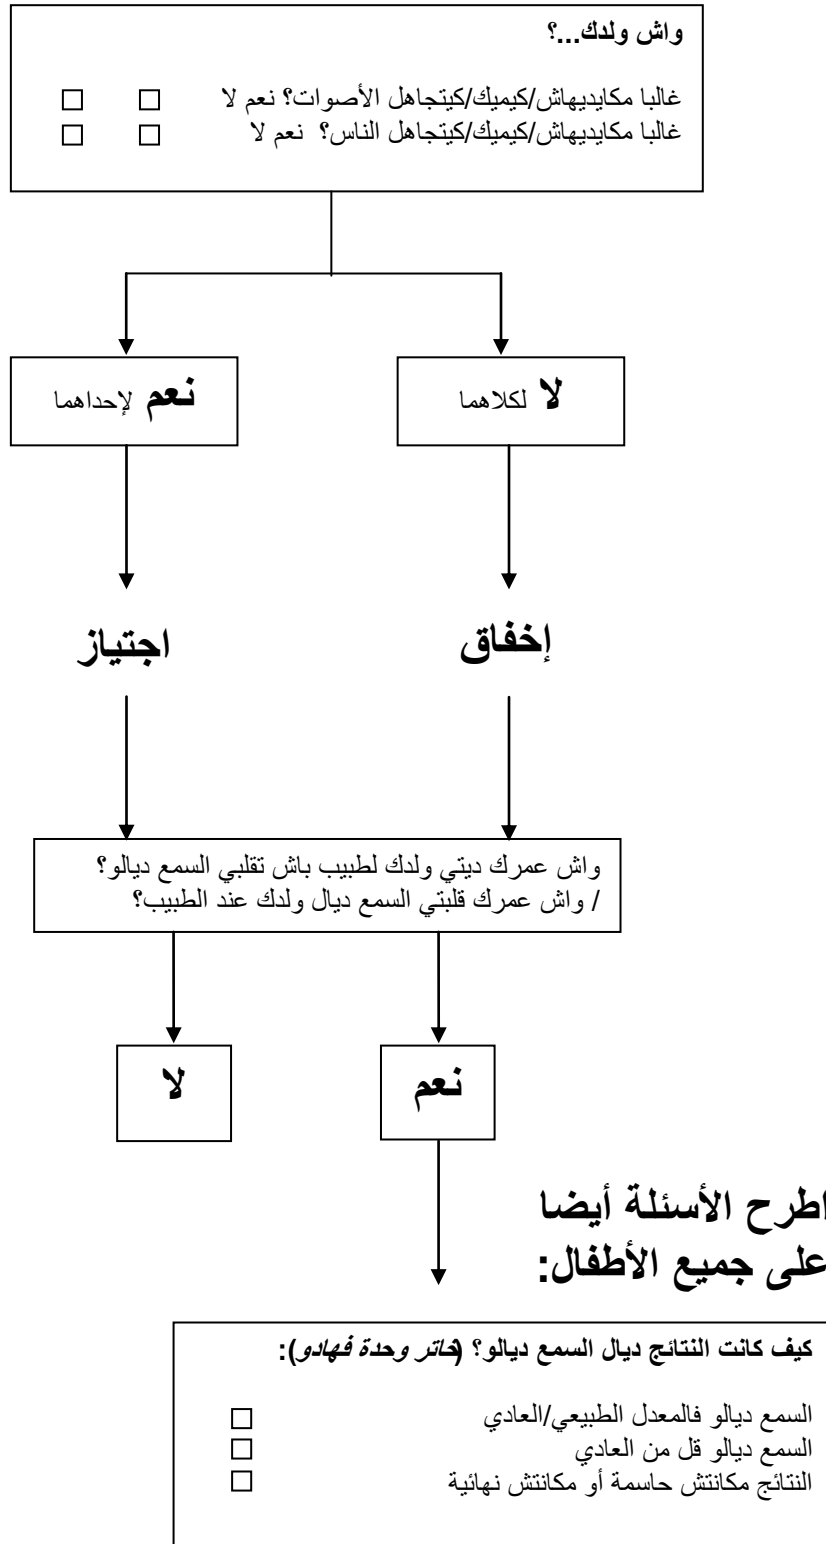 واش ولدك...؟
غالبا مكايديهاش/كيميك/كيتجاهل الأصوات؟ نعم لا
غالبا مكايديهاش/كيميك/كيتجاهل الناس؟ نعم لا
لا لكلاهما
نعم لإحداهما
إخفاق
اجتياز
واش عمرك ديتي ولدك لطبيب باش تقلبي السمع ديالو؟
/ واش عمرك قلبتي السمع ديال ولدك عند الطبيب؟
نعم
لا
اطرح الأسئلة أيضا
على جميع الأطفال:
كيف كانت النتائج ديال السمع ديالو؟ (ختر وحدة فهادو):
السمع ديالو فالمعدل الطبيعي/العادي
السمع ديالو قل من العادي
النتائج مكانتش حاسمة أو مكانتش نهائية